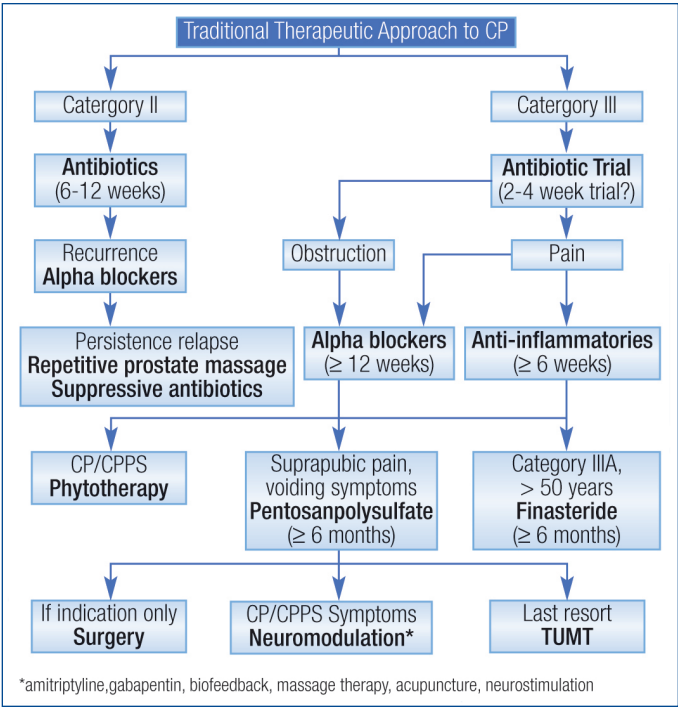 Traditional Therapeutic Approach to CP
Catergory II
Catergory III
Antibiotics
(6-12 weeks)
Antibiotic Trial
(2-4 week trial?)
Recurrence
Alpha blockers
Obstruction
Pain
Persistence relapse
Repetitive prostate massage
Suppressive antibiotics
Alpha blockers
(≥ 12 weeks)
Anti-inflammatories
(≥ 6 weeks)
CP/CPPS
Phytotherapy
Suprapubic pain,
voiding symptoms
Pentosanpolysulfate
(≥ 6 months)
Category IIIA,
> 50 years
Finasteride
(≥ 6 months)
If indication only
Surgery
CP/CPPS Symptoms
Neuromodulation*
Last resort
TUMT
*amitriptyline,gabapentin, biofeedback, massage therapy, acupuncture, neurostimulation